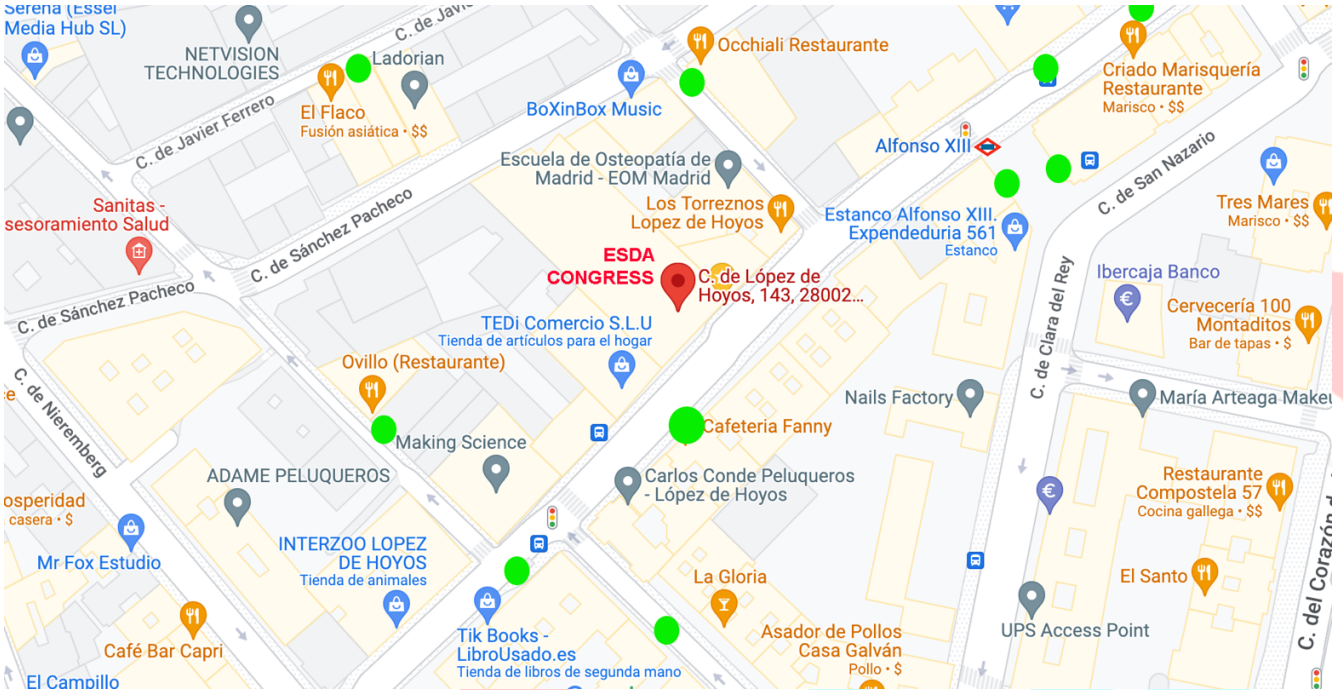 Serena (Essel
Media Hub SL)
NETVISION
TECHNOLOGIES
C. de Javier
Ladorian
Occhiali Restaurante
Criado Marisquería
Restaurante
Marisco • $$
El Flaco
Fusión asiática • $$
BoXinBox Music
C. de Javier Ferrero
Alfonso XIII
Escuela de Osteopatía de
Madrid - EOM Madrid
C. de San Nazario
Tres Mares
Marisco • $$
Sanitas -
sesoramiento Salud
C. de Sánchez Pacheco
Los Torreznos
Lopez de Hoyos
Estanco Alfonso XIII.
Expendeduria 561
Estanco
ESDA
CONGRESS
C. de López de
Hoyos, 143, 28002...
Ibercaja Banco
€
C. de Clara del Rey
Cervecería 100
Montaditos
Bar de tapas • $
C. de Sánchez Pacheco
TEDi Comercio S.L.U
Tienda de artículos para el hogar
Ovillo (Restaurante)
C. de Nieremberg
Nails Factory
María Arteaga Makeu
Cafeteria Fanny
Making Science
ADAME PELUQUEROS
Carlos Conde Peluqueros
- López de Hoyos
Restaurante
Compostela 57
Cocina gallega • $$
€
osperidad
casera • $
Mr Fox Estudio
INTERZOO LOPEZ
DE HOYOS
Tienda de animales
La Gloria
El Santo
C. del Corazón d
Café Bar Capri
Tik Books -
LibroUsado.es
Tienda de libros de segunda mano
Asador de Pollos
Casa Galván
Pollo • $
UPS Access Point
El Campillo